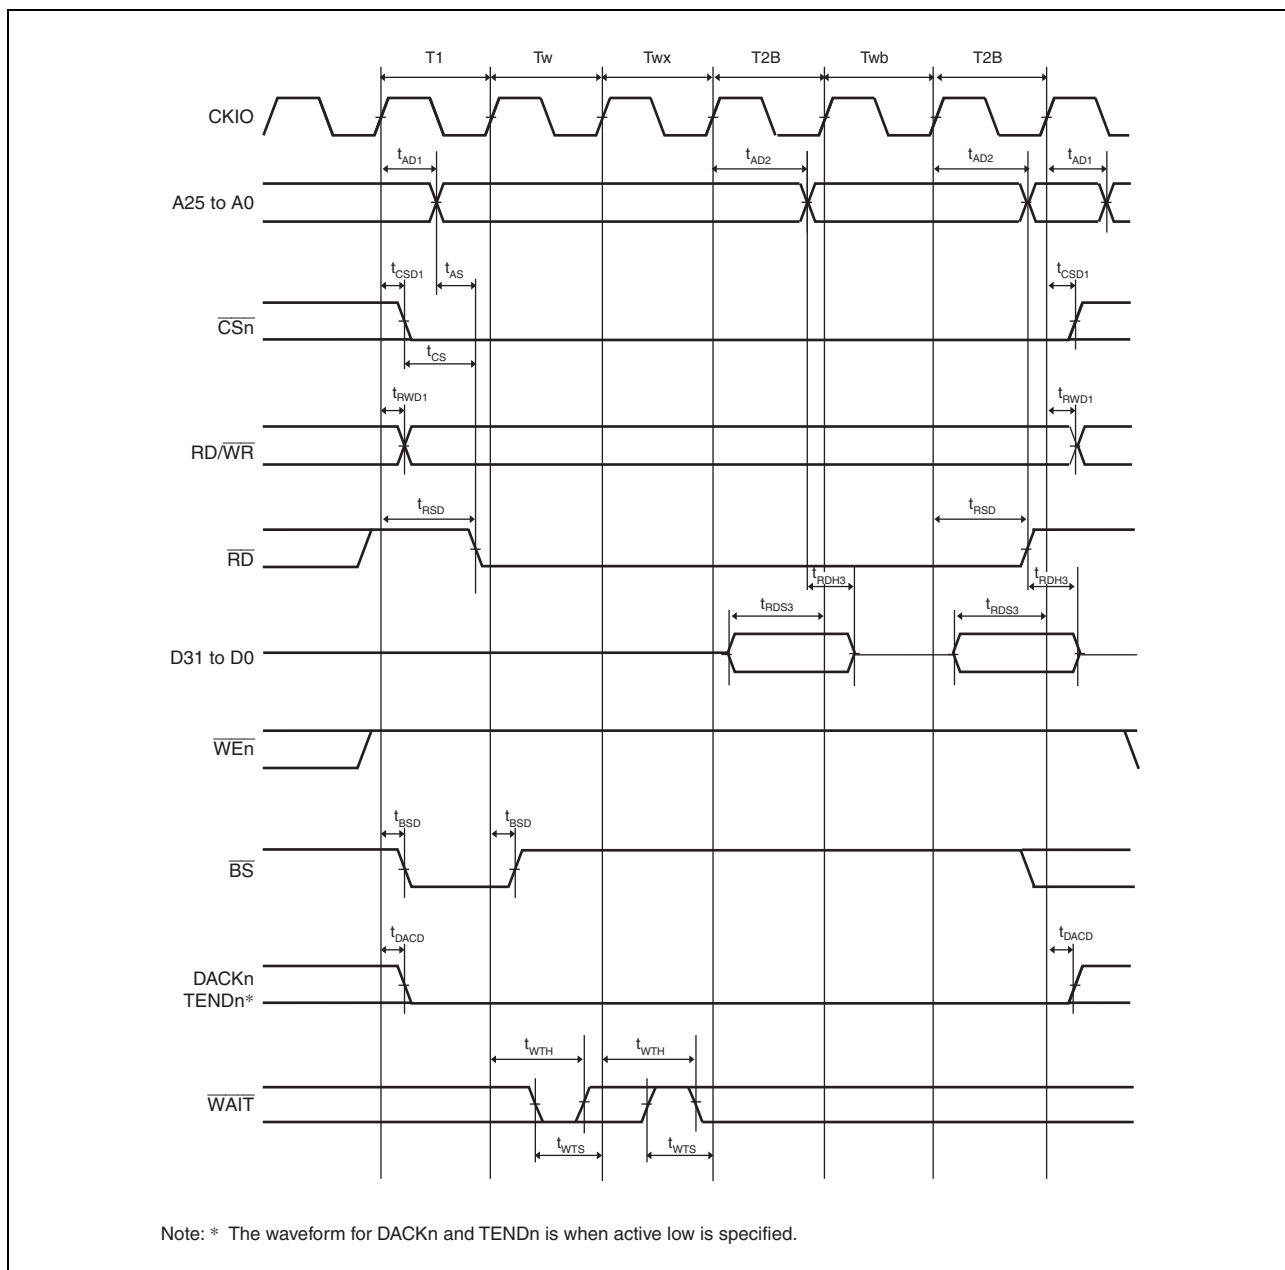 T1 Tw Twx T2B Twb T2B
CKIO
tAD1 tAD2 tAD2 tAD1
A25 to A0
tCSD1 tAS tCSD1
CSn
tCS
tRWD1 tRWD1
RD/WR
tRSD tRSD
RD
tRDH3 tRDH3
tRDS3 tRDS3
D31 to D0
WEn
tBSD tBSD
BS
tDACD tDACD
DACKn
TENDn*
tWTH tWTH
WAIT
tWTS tWTS
Note: * The waveform for DACKn and TENDn is when active low is specified.